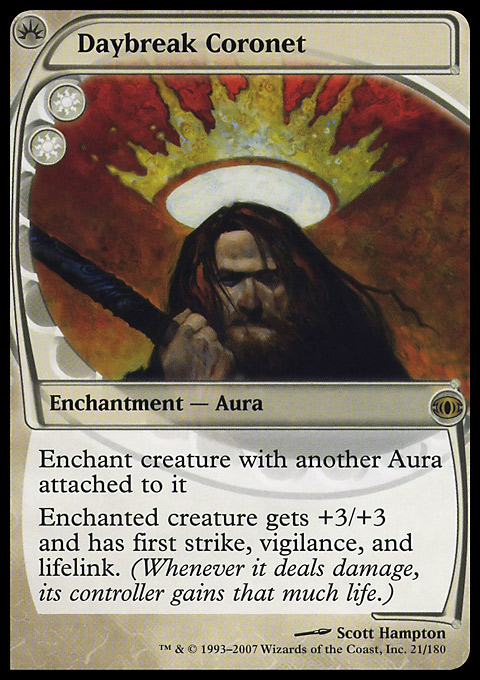 Daybreak Coronet
Enchantment — Aura
Enchant creature with another Aura
attached to it
Enchanted creature gets +3/+3
and has first strike, vigilance, and
lifelink. (Whenever it deals damage,
its controller gains that much life.)
Scott Hampton
™ & © 1993–2007 Wizards of the Coast, Inc. 21/180